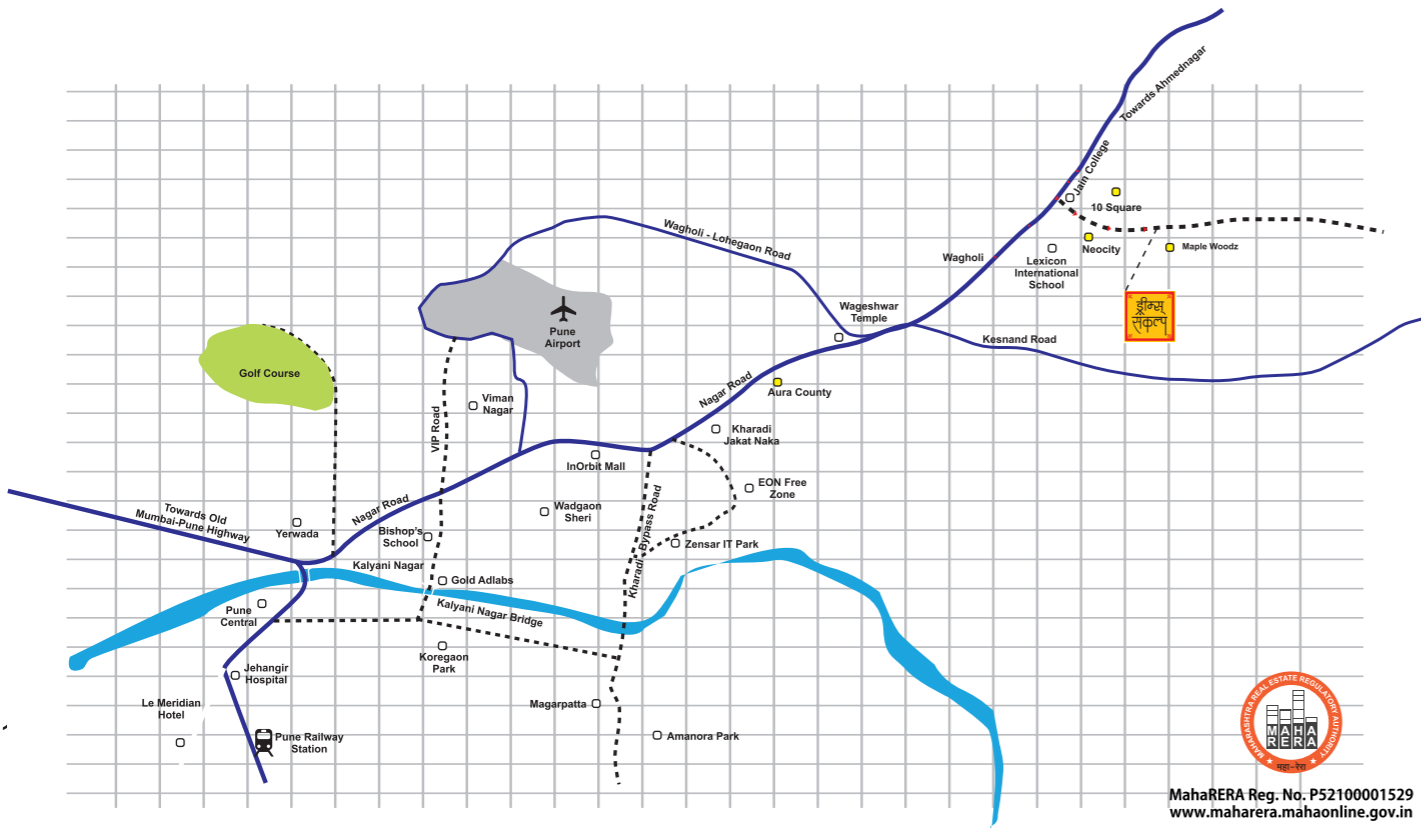 Towards Ahmednagar
Jain College
10 Square
Wagholi - Lohegaon Road
Wagholi
Neocity
Maple Woodz
Lexicon
International
School
ड्रीम्स्
संकल्प
Pune
Airport
Wageshwar
Temple
Kesnand Road
Golf Course
Nagar Road
Aura County
Viman
Nagar
VIP Road
Kharadi
Jakat Naka
InOrbit Mall
EON Free
Zone
Towards Old
Mumbai-Pune Highway
Yerwada
Nagar Road
Bishop's
School
Wadgaon
Sheri
Kharadi - Bypass Road
Zensar IT Park
Kalyani Nagar
Gold Adlabs
Pune
Central
Kalyani Nagar Bridge
Koregaon
Park
Jehangir
Hospital
Le Meridian
Hotel
Magarpatta
Pune Railway
Station
Amanora Park
MAHARASHTRA REAL ESTATE REGULATORY AUTHORITY
MAHA
RERA
महा-रेरा
MahaRERA Reg. No. P52100001529
www.maharera.mahaonline.gov.in